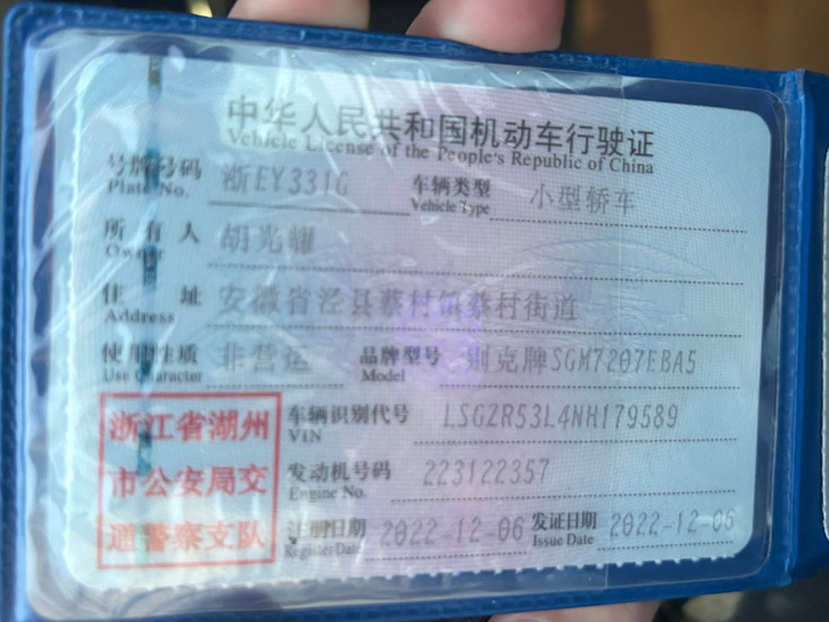 中华人民共和国机动车行驶证
Vehicle License of the People's Republic of China
号牌号码 浙EY331G 车辆类型 小型轿车
Plate No. Vehicle Type
所有人 胡光耀
Owner
住址 安徽省泾县蔡村镇蔡村街道
Address
使用性质 非营运 品牌型号 别克牌SGM7207EBA5
Use Character Model
浙江省湖州
市公安局交
通警察支队
车辆识别代号 LSGZR53L4NH179589
VIN
发动机号码 223122357
Engine No.
注册日期 2022-12-06 发证日期 2022-12-06
Register Date Issue Date